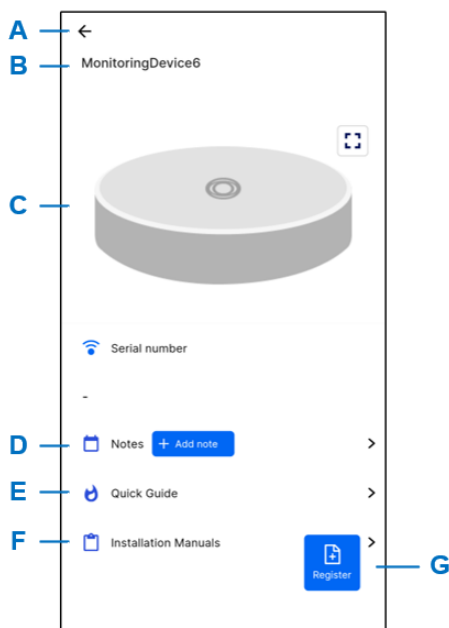 A
B MonitoringDevice6
C
Serial number
-
D Notes + Add note
E Quick Guide
F Installation Manuals
Register G